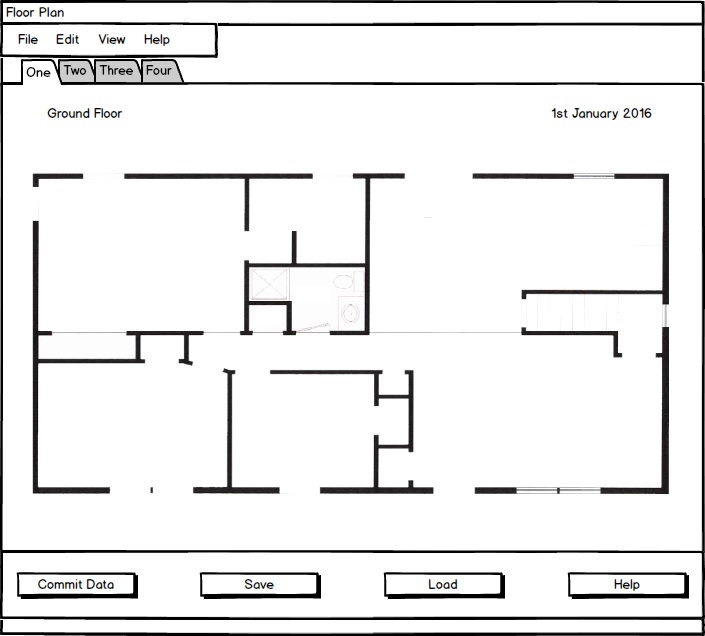 Floor Plan
File Edit View Help
One Two Three Four
Ground Floor 1st January 2016
Commit Data Save Load Help